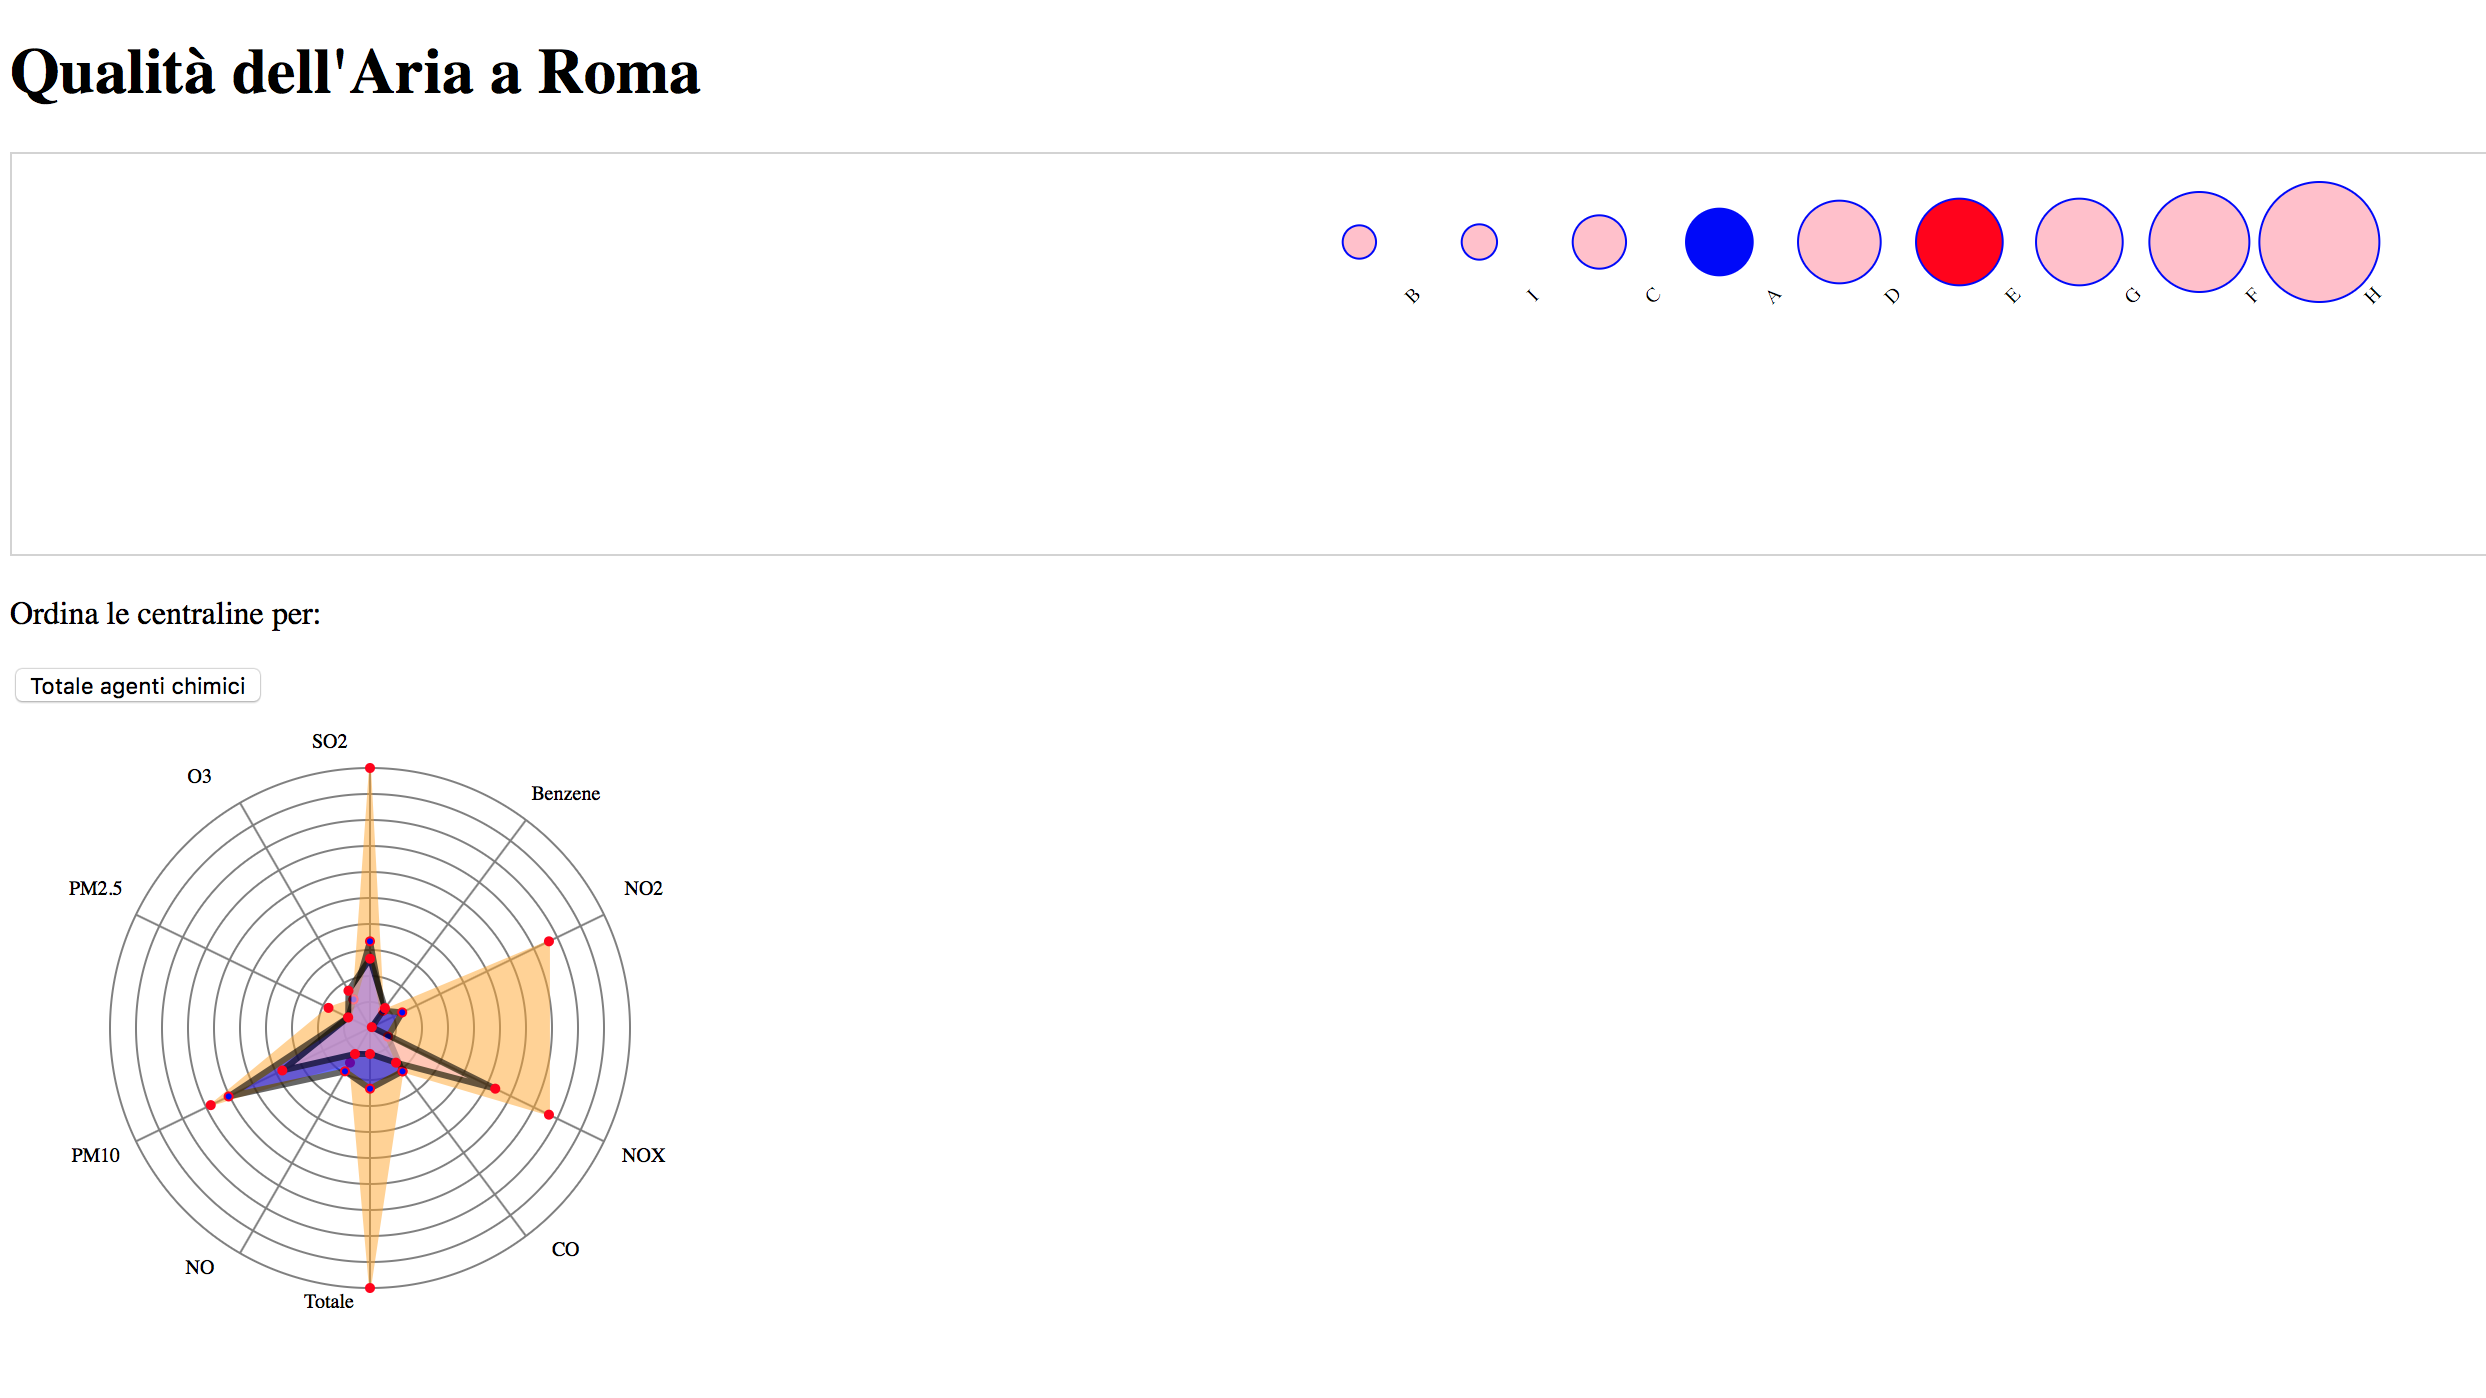 Qualità dell'Aria a Roma
B I C A D E G F H
Ordina le centraline per:
Totale agenti chimici
SO2
O3
Benzene
PM2.5
NO2
PM10
NOX
CO
NO
Totale